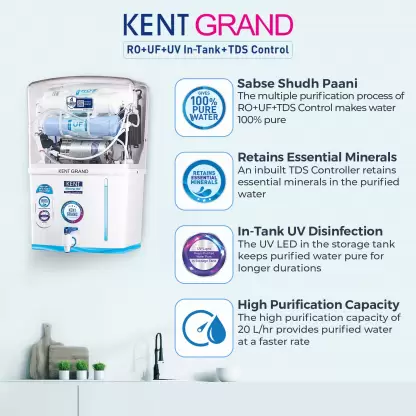 KENT GRAND
RO+UF+UV In-Tank+TDS Control
GIVES
100%
PURE
WATER
Sabse Shudh Paani
The multiple purification process of
RO+UF+TDS Control makes water
100% pure
RETAINS
ESSENTIAL
MINERALS
Retains Essential Minerals
An inbuilt TDS Controller retains
essential minerals in the purified
water
In-Tank UV Disinfection
The UV LED in the storage tank
keeps purified water pure for
longer durations
High Purification Capacity
The high purification capacity of
20 L/hr provides purified water
at a faster rate
UF
KENT GRAND
KENT